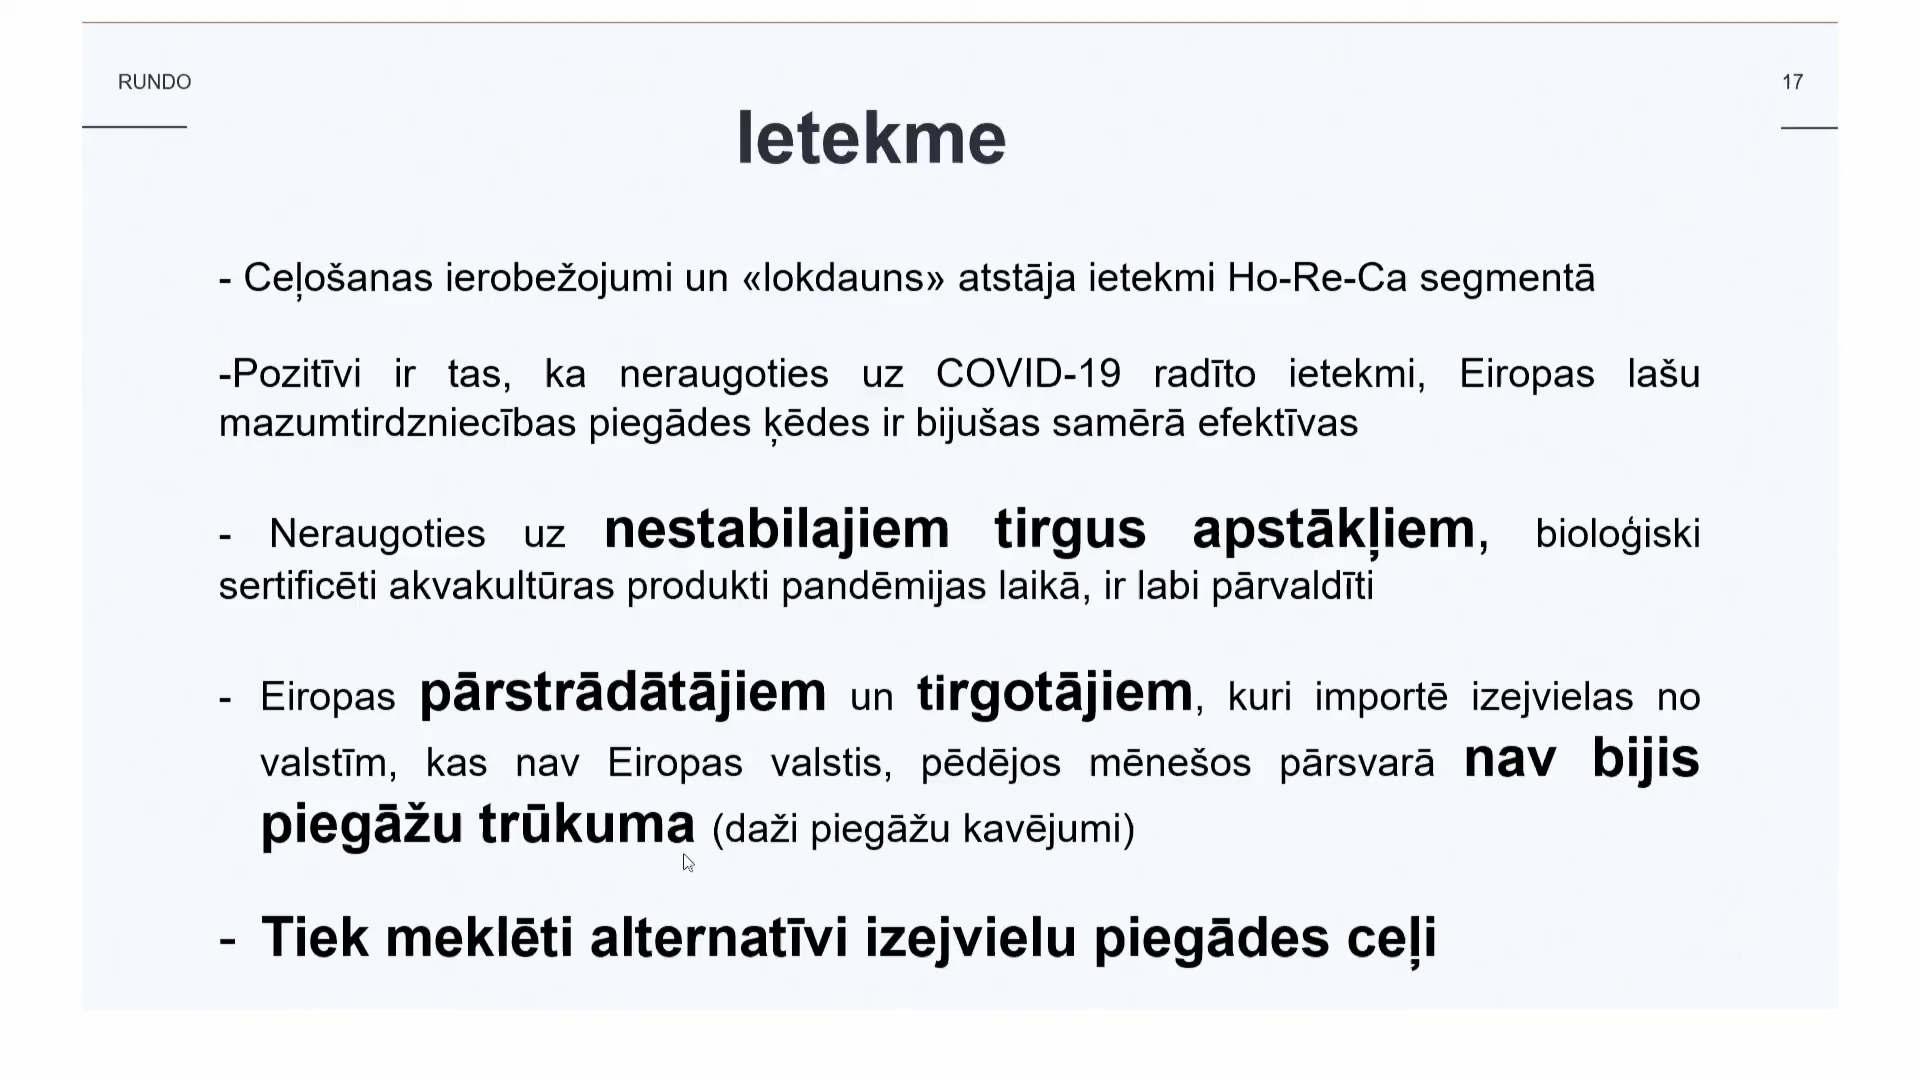 RUNDO
17
Ietekme
- Ceļošanas ierobežojumi un «lokdauns» atstāja ietekmi Ho-Re-Ca segmentā
-Pozitīvi ir tas, ka neraugoties uz COVID-19 radīto ietekmi, Eiropas lašu
mazumtirdzniecības piegādes ķēdes ir bijušas samērā efektīvas
- Neraugoties uz nestabilajiem tirgus apstākļiem, bioloģiski
sertificēti akvakultūras produkti pandēmijas laikā, ir labi pārvaldīti
- Eiropas pārstrādātājiem un tirgotājiem, kuri importē izejvielas no
valstīm, kas nav Eiropas valstis, pēdējos mēnešos pārsvarā nav bijis
piegāžu trūkuma (daži piegāžu kavējumi)
- Tiek meklēti alternatīvi izejvielu piegādes ceļi